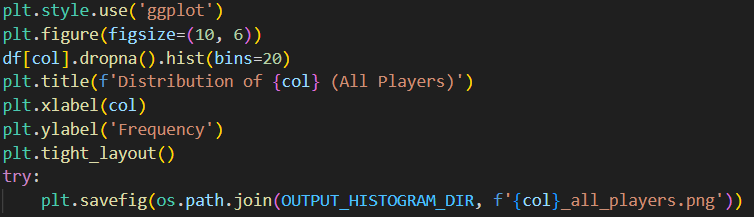 plt.style.use('ggplot')
plt.figure(figsize=(10, 6))
df[col].dropna().hist(bins=20)
plt.title(f'Distribution of {col} (All Players)')
plt.xlabel(col)
plt.ylabel('Frequency')
plt.tight_layout()
try:
    plt.savefig(os.path.join(OUTPUT_HISTOGRAM_DIR, f'{col}_all_players.png'))